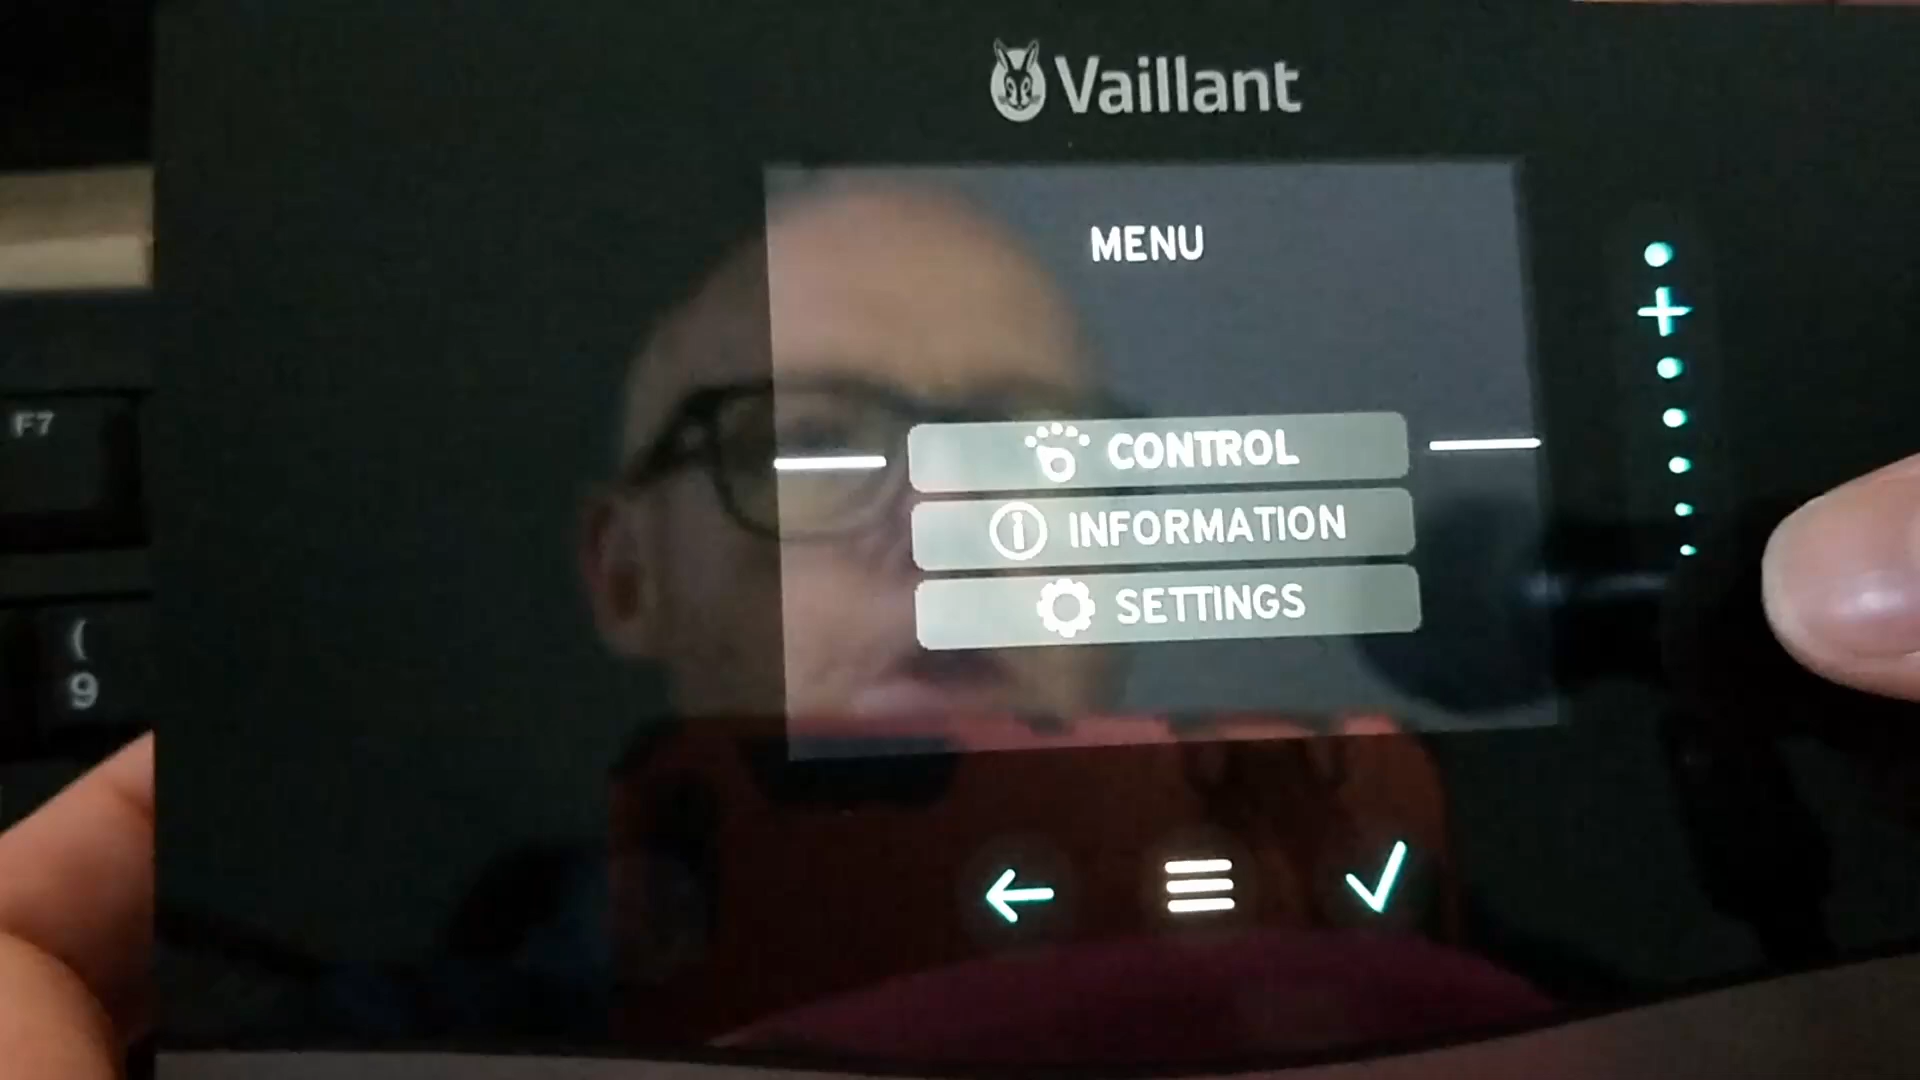 Vaillant
MENU
CONTROL
INFORMATION
SETTINGS
F7
(
9